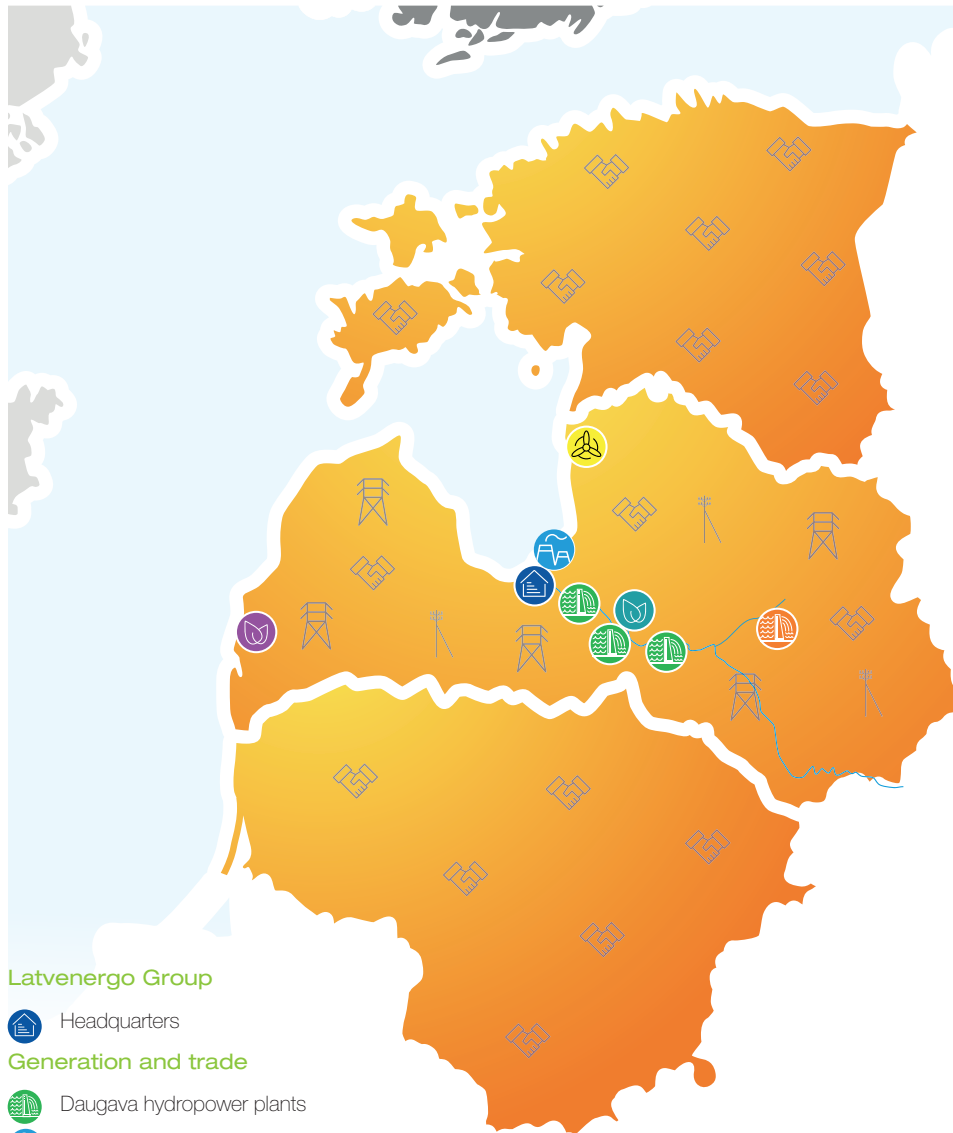 Latvenergo Group
Headquarters
Generation and trade
Daugava hydropower plants